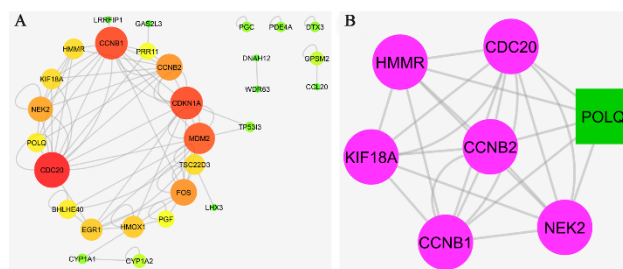 A
LRRFIP1
GAS2L3
CCNB1
PRR11
HMMR
CCNB2
KIF18A
NEK2
CDKN1A
POLQ
MDM2
TP53I3
CDC20
TSC22D3
FOS
BHLHE40
LHX3
EGR1
HMOX1
PGF
CYP1A1
CYP1A2
PGC
PDE4A
DTX3
DNAH12
GPSM2
WDR63
CCL20
B
CDC20
HMMR
POLQ
CCNB2
KIF18A
NEK2
CCNB1